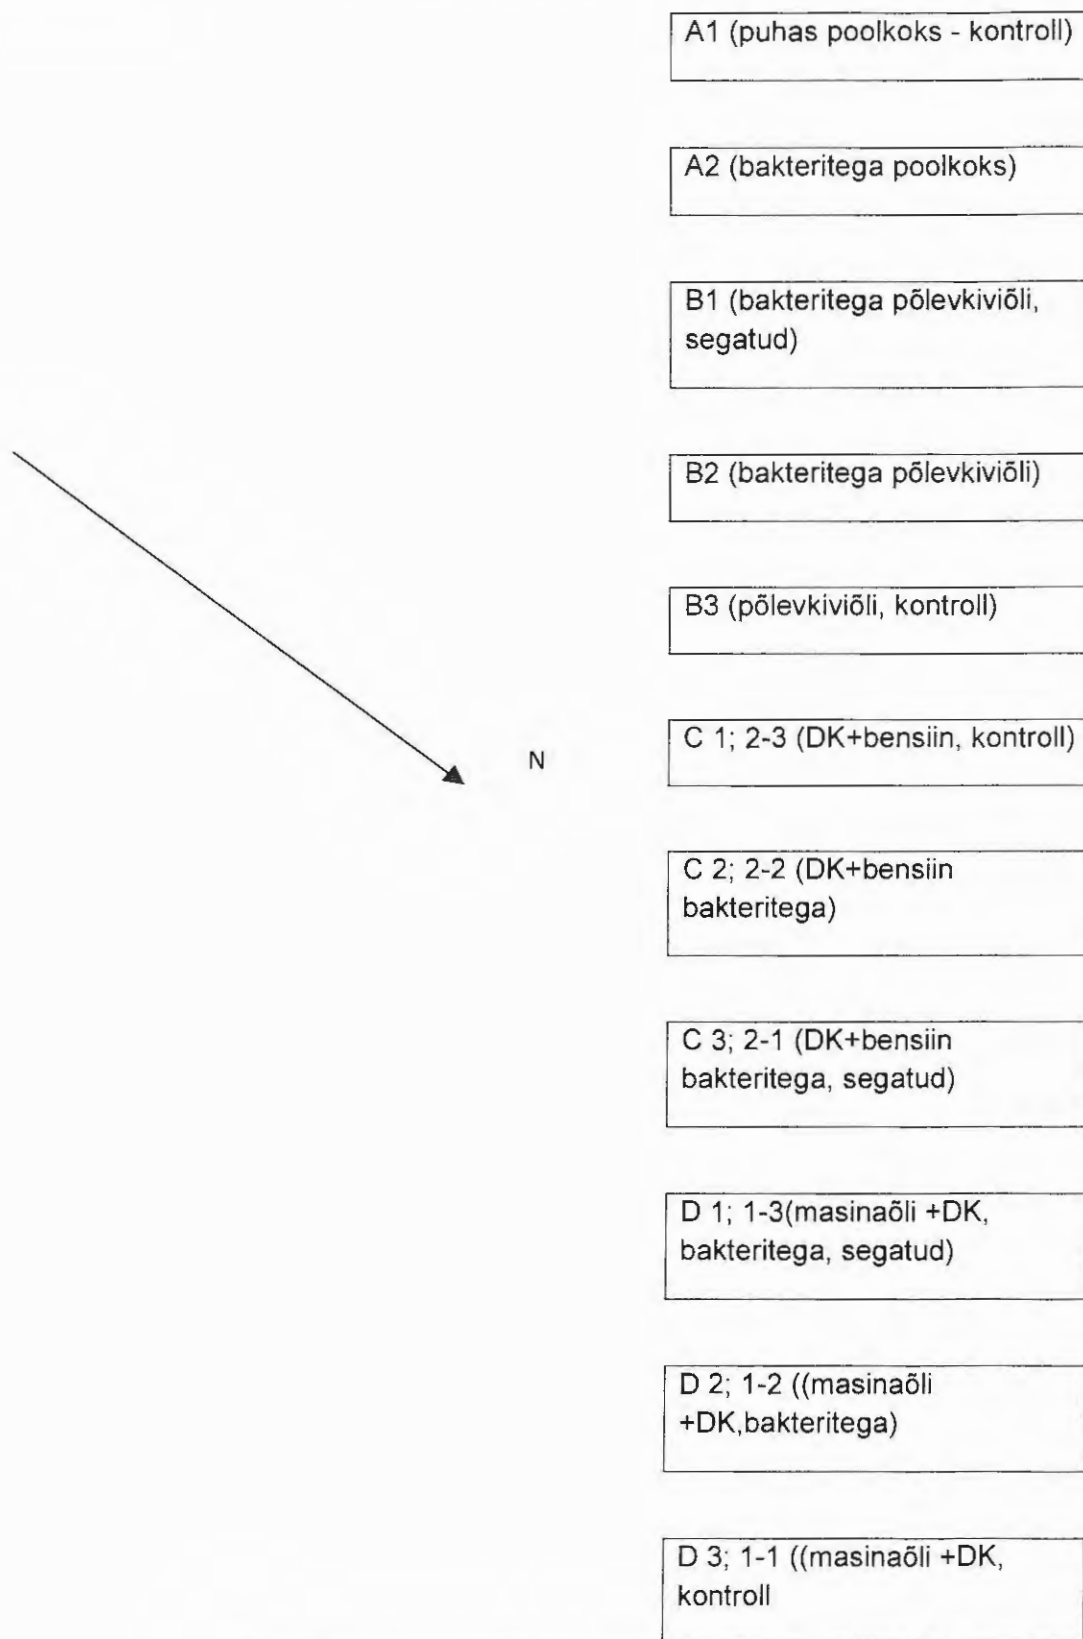 A1 (puhas poolkoks - kontroll)
A2 (bakteritega poolkoks)
B1 (bakteritega põlevkiviõli,
segatud)
B2 (bakteritega põlevkiviõli)
B3 (põlevkiviõli, kontroll)
N
C 1; 2-3 (DK+bensiin, kontroll)
C 2; 2-2 (DK+bensiin
bakteritega)
C 3; 2-1 (DK+bensiin
bakteritega, segatud)
D 1; 1-3(masinaõli +DK,
bakteritega, segatud)
D 2; 1-2 ((masinaõli
+DK,bakteritega)
D 3; 1-1 ((masinaõli +DK,
kontroll